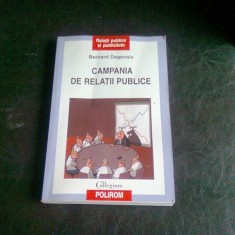 Relații publice
și publicitate
Bernard Dagenais
CAMPANIA
DE RELAȚII PUBLICE
Collegium
POLIROM